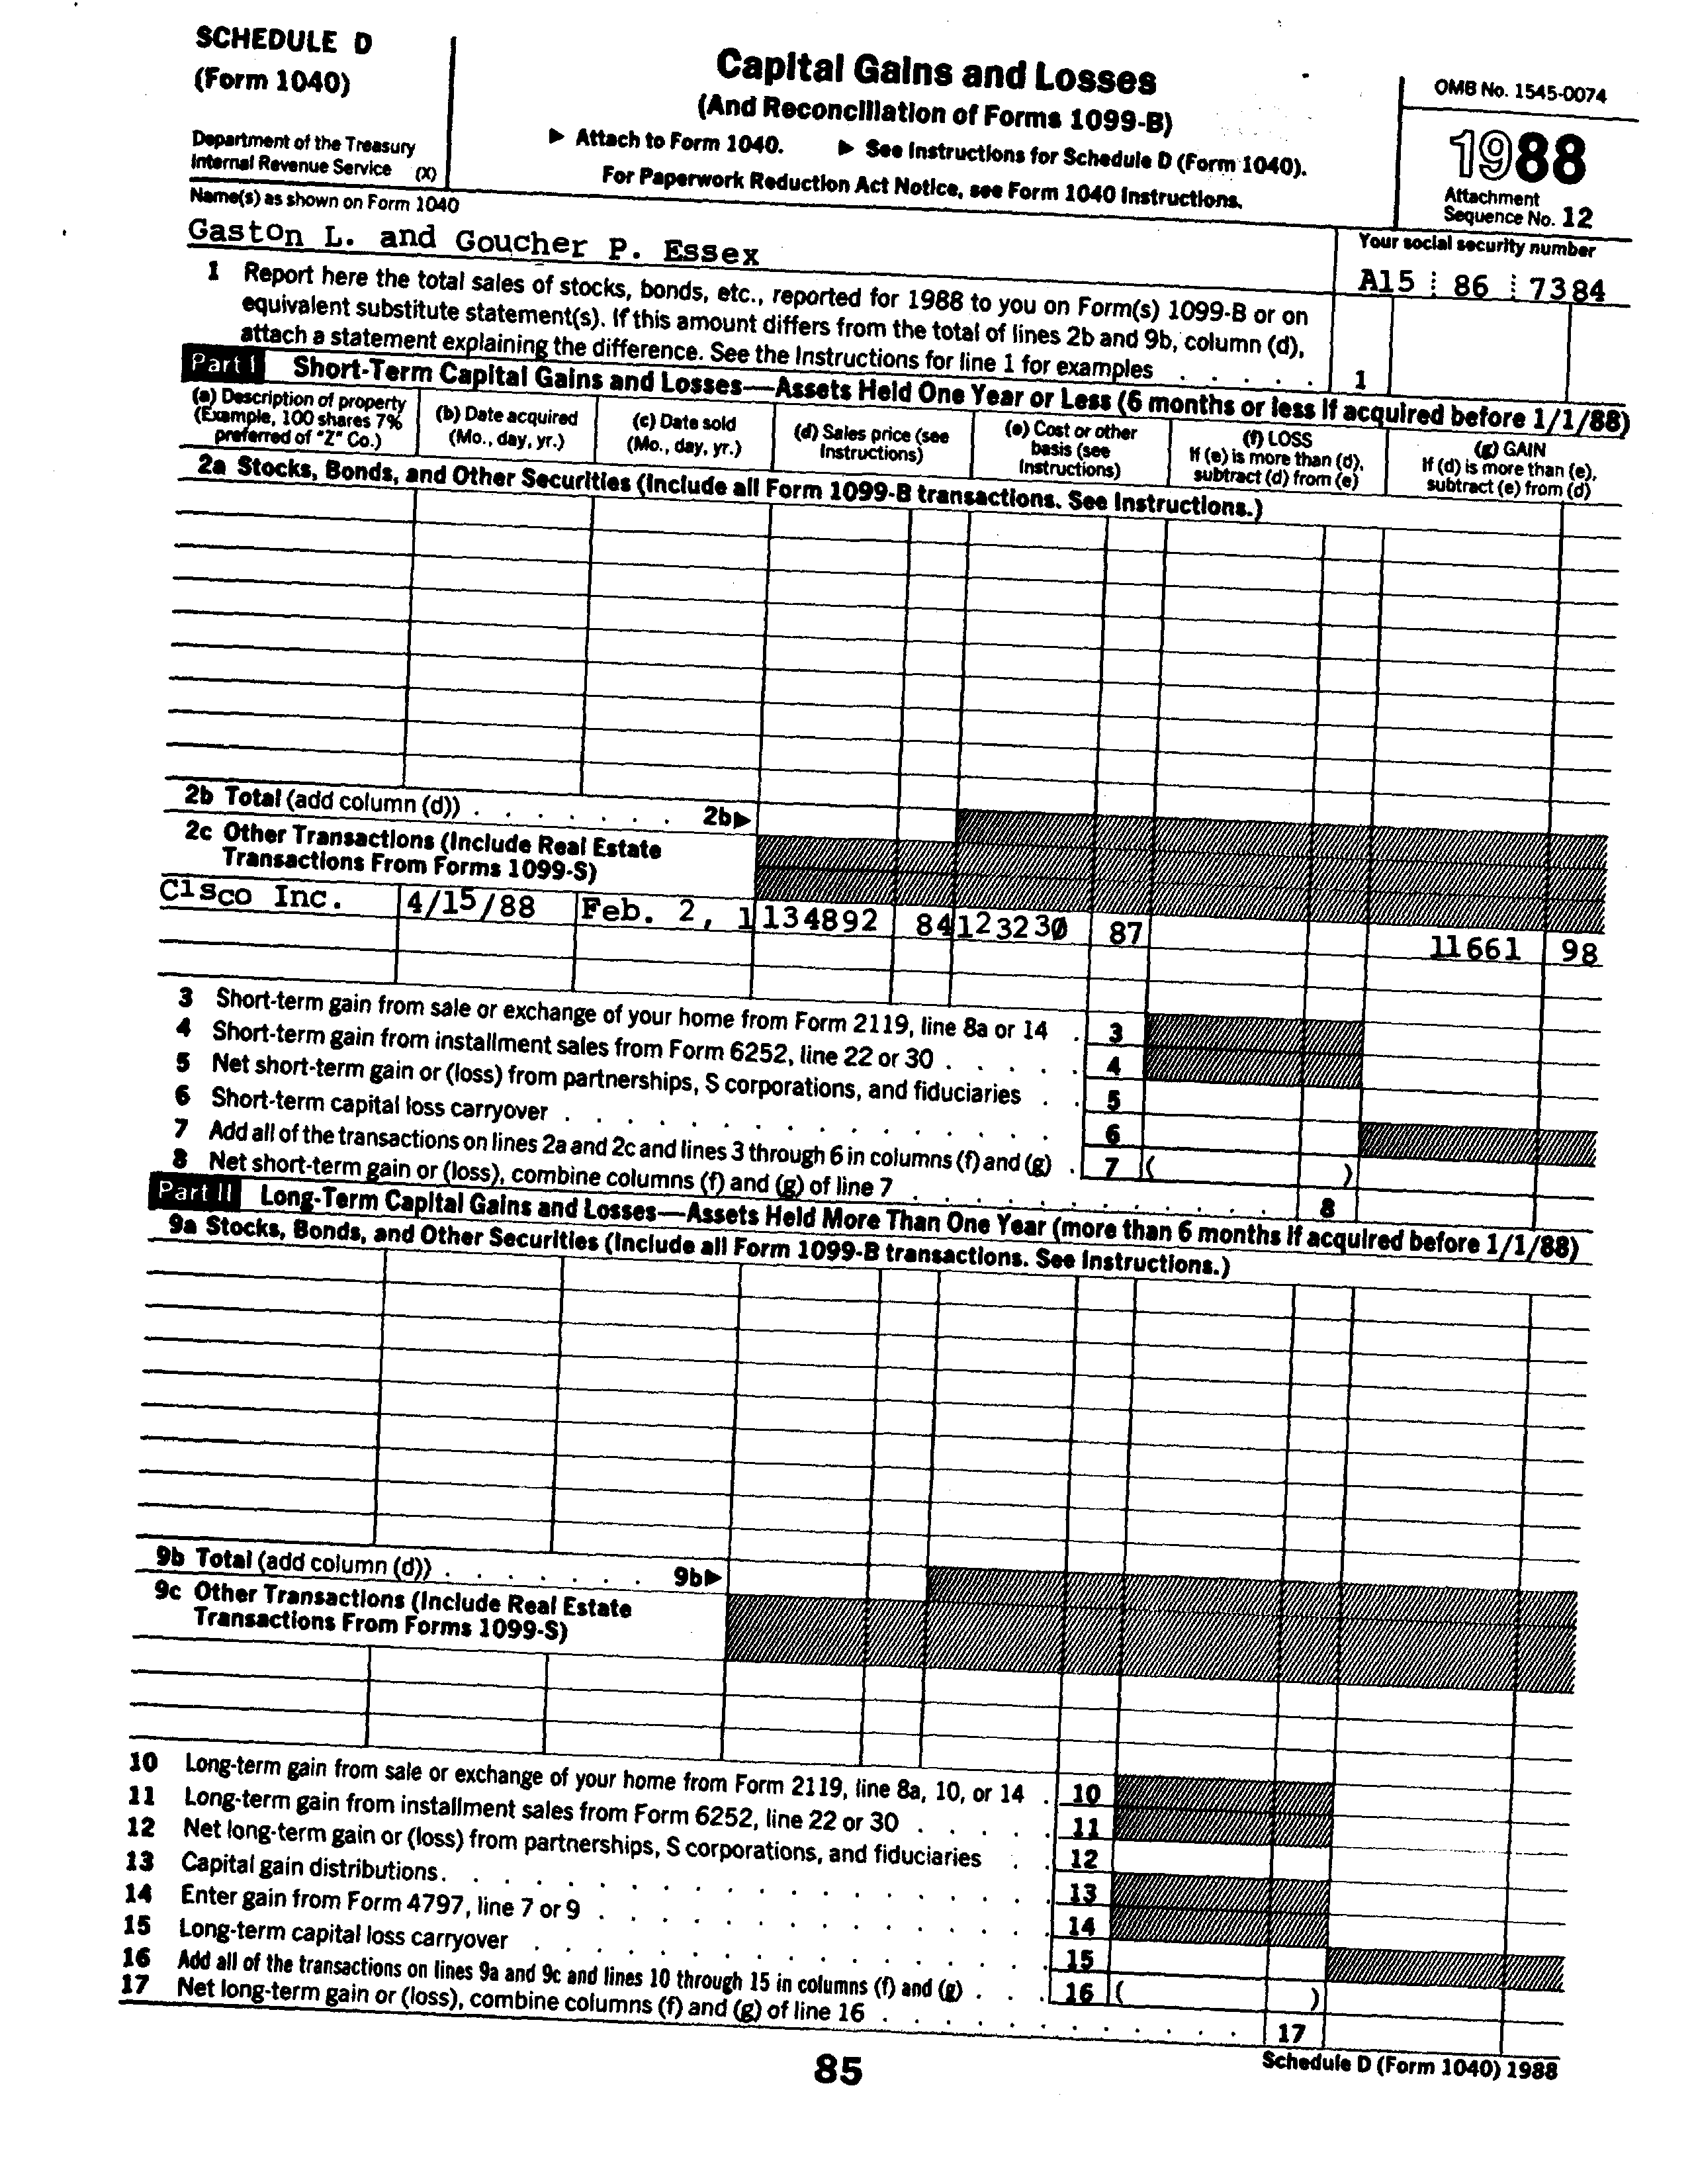 SCHEDULE D
(Form 1040)
Department of the Treasury
Internal Revenue Service (X)
Capital Gains and Losses
(And Reconciliation of Forms 1099-B)
▶ Attach to Form 1040. ▶ See Instructions for Schedule D (Form 1040).
For Paperwork Reduction Act Notice, see Form 1040 Instructions.
OMB No. 1545-0074
1988
Attachment
Sequence No. 12
Name(s) as shown on Form 1040
Gaston L. and Goucher P. Essex
Your social security number
A15 86 7384
1 Report here the total sales of stocks, bonds, etc., reported for 1988 to you on Form(s) 1099-B or on
equivalent substitute statement(s). If this amount differs from the total of lines 2b and 9b, column (d),
attach a statement explaining the difference. See the Instructions for line 1 for examples . . . . . 1
Part I Short-Term Capital Gains and Losses—Assets Held One Year or Less (6 months or less if acquired before 1/1/88)
(a) Description of property
(Example, 100 shares 7%
preferred of "Z" Co.)
(b) Date acquired
(Mo., day, yr.)
(c) Date sold
(Mo., day, yr.)
(d) Sales price (see
Instructions)
(e) Cost or other
basis (see
Instructions)
(f) LOSS
If (e) is more than (d),
subtract (d) from (e)
(g) GAIN
If (d) is more than (e),
subtract (e) from (d)
2a Stocks, Bonds, and Other Securities (Include all Form 1099-B transactions. See Instructions.)
2b Total (add column (d)) . . . . . . . 2b▶
2c Other Transactions (Include Real Estate
Transactions From Forms 1099-S)
Cisco Inc. 4/15/88 Feb. 2, 1 134892 84 123230 87 11661 98
3 Short-term gain from sale or exchange of your home from Form 2119, line 8a or 14 . 3
4 Short-term gain from installment sales from Form 6252, line 22 or 30 . . . . . 4
5 Net short-term gain or (loss) from partnerships, S corporations, and fiduciaries . . 5
6 Short-term capital loss carryover . . . . . . . . . . . . . . . . 6
7 Add all of the transactions on lines 2a and 2c and lines 3 through 6 in columns (f) and (g) . 7 ( )
8 Net short-term gain or (loss), combine columns (f) and (g) of line 7 . . . . . . . . . . . . 8
Part II Long-Term Capital Gains and Losses—Assets Held More Than One Year (more than 6 months if acquired before 1/1/88)
9a Stocks, Bonds, and Other Securities (Include all Form 1099-B transactions. See Instructions.)
9b Total (add column (d)) . . . . . . . 9b▶
9c Other Transactions (Include Real Estate
Transactions From Forms 1099-S)
10 Long-term gain from sale or exchange of your home from Form 2119, line 8a, 10, or 14 . 10
11 Long-term gain from installment sales from Form 6252, line 22 or 30 . . . . . 11
12 Net long-term gain or (loss) from partnerships, S corporations, and fiduciaries . . 12
13 Capital gain distributions. . . . . . . . . . . . . . . . . . . . 13
14 Enter gain from Form 4797, line 7 or 9 . . . . . . . . . . . . . . 14
15 Long-term capital loss carryover . . . . . . . . . . . . . . . . 15
16 Add all of the transactions on lines 9a and 9c and lines 10 through 15 in columns (f) and (g) . . . 16 ( )
17 Net long-term gain or (loss), combine columns (f) and (g) of line 16 . . . . . . . . . . . . 17
85
Schedule D (Form 1040) 1988